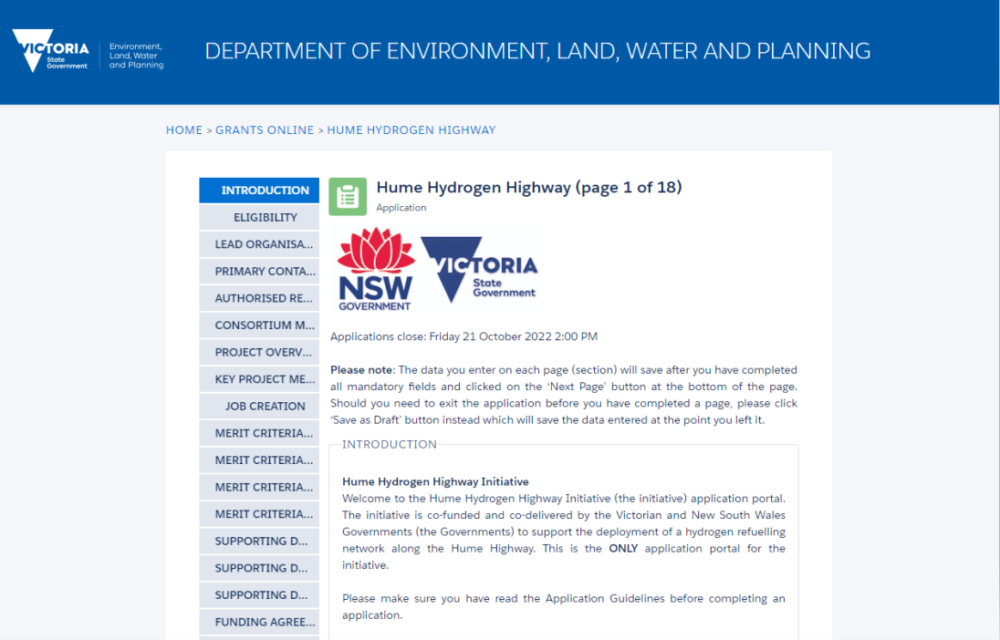 VICTORIA
State
Government
Environment,
Land, Water
and Planning
DEPARTMENT OF ENVIRONMENT, LAND, WATER AND PLANNING
HOME > GRANTS ONLINE > HUME HYDROGEN HIGHWAY
INTRODUCTION
ELIGIBILITY
LEAD ORGANISA...
PRIMARY CONTA...
AUTHORISED RE...
CONSORTIUM M...
PROJECT OVERV...
KEY PROJECT ME...
JOB CREATION
MERIT CRITERIA...
MERIT CRITERIA...
MERIT CRITERIA...
MERIT CRITERIA...
SUPPORTING D...
SUPPORTING D...
SUPPORTING D...
FUNDING AGREE...
Hume Hydrogen Highway (page 1 of 18)
Application
NSW
GOVERNMENT
VICTORIA
State
Government
Applications close: Friday 21 October 2022 2:00 PM
Please note: The data you enter on each page (section) will save after you have completed
all mandatory fields and clicked on the ‘Next Page’ button at the bottom of the page.
Should you need to exit the application before you have completed a page, please click
‘Save as Draft’ button instead which will save the data entered at the point you left it.
INTRODUCTION
Hume Hydrogen Highway Initiative
Welcome to the Hume Hydrogen Highway Initiative (the initiative) application portal.
The initiative is co-funded and co-delivered by the Victorian and New South Wales
Governments (the Governments) to support the deployment of a hydrogen refuelling
network along the Hume Highway. This is the ONLY application portal for the
initiative.
Please make sure you have read the Application Guidelines before completing an
application.